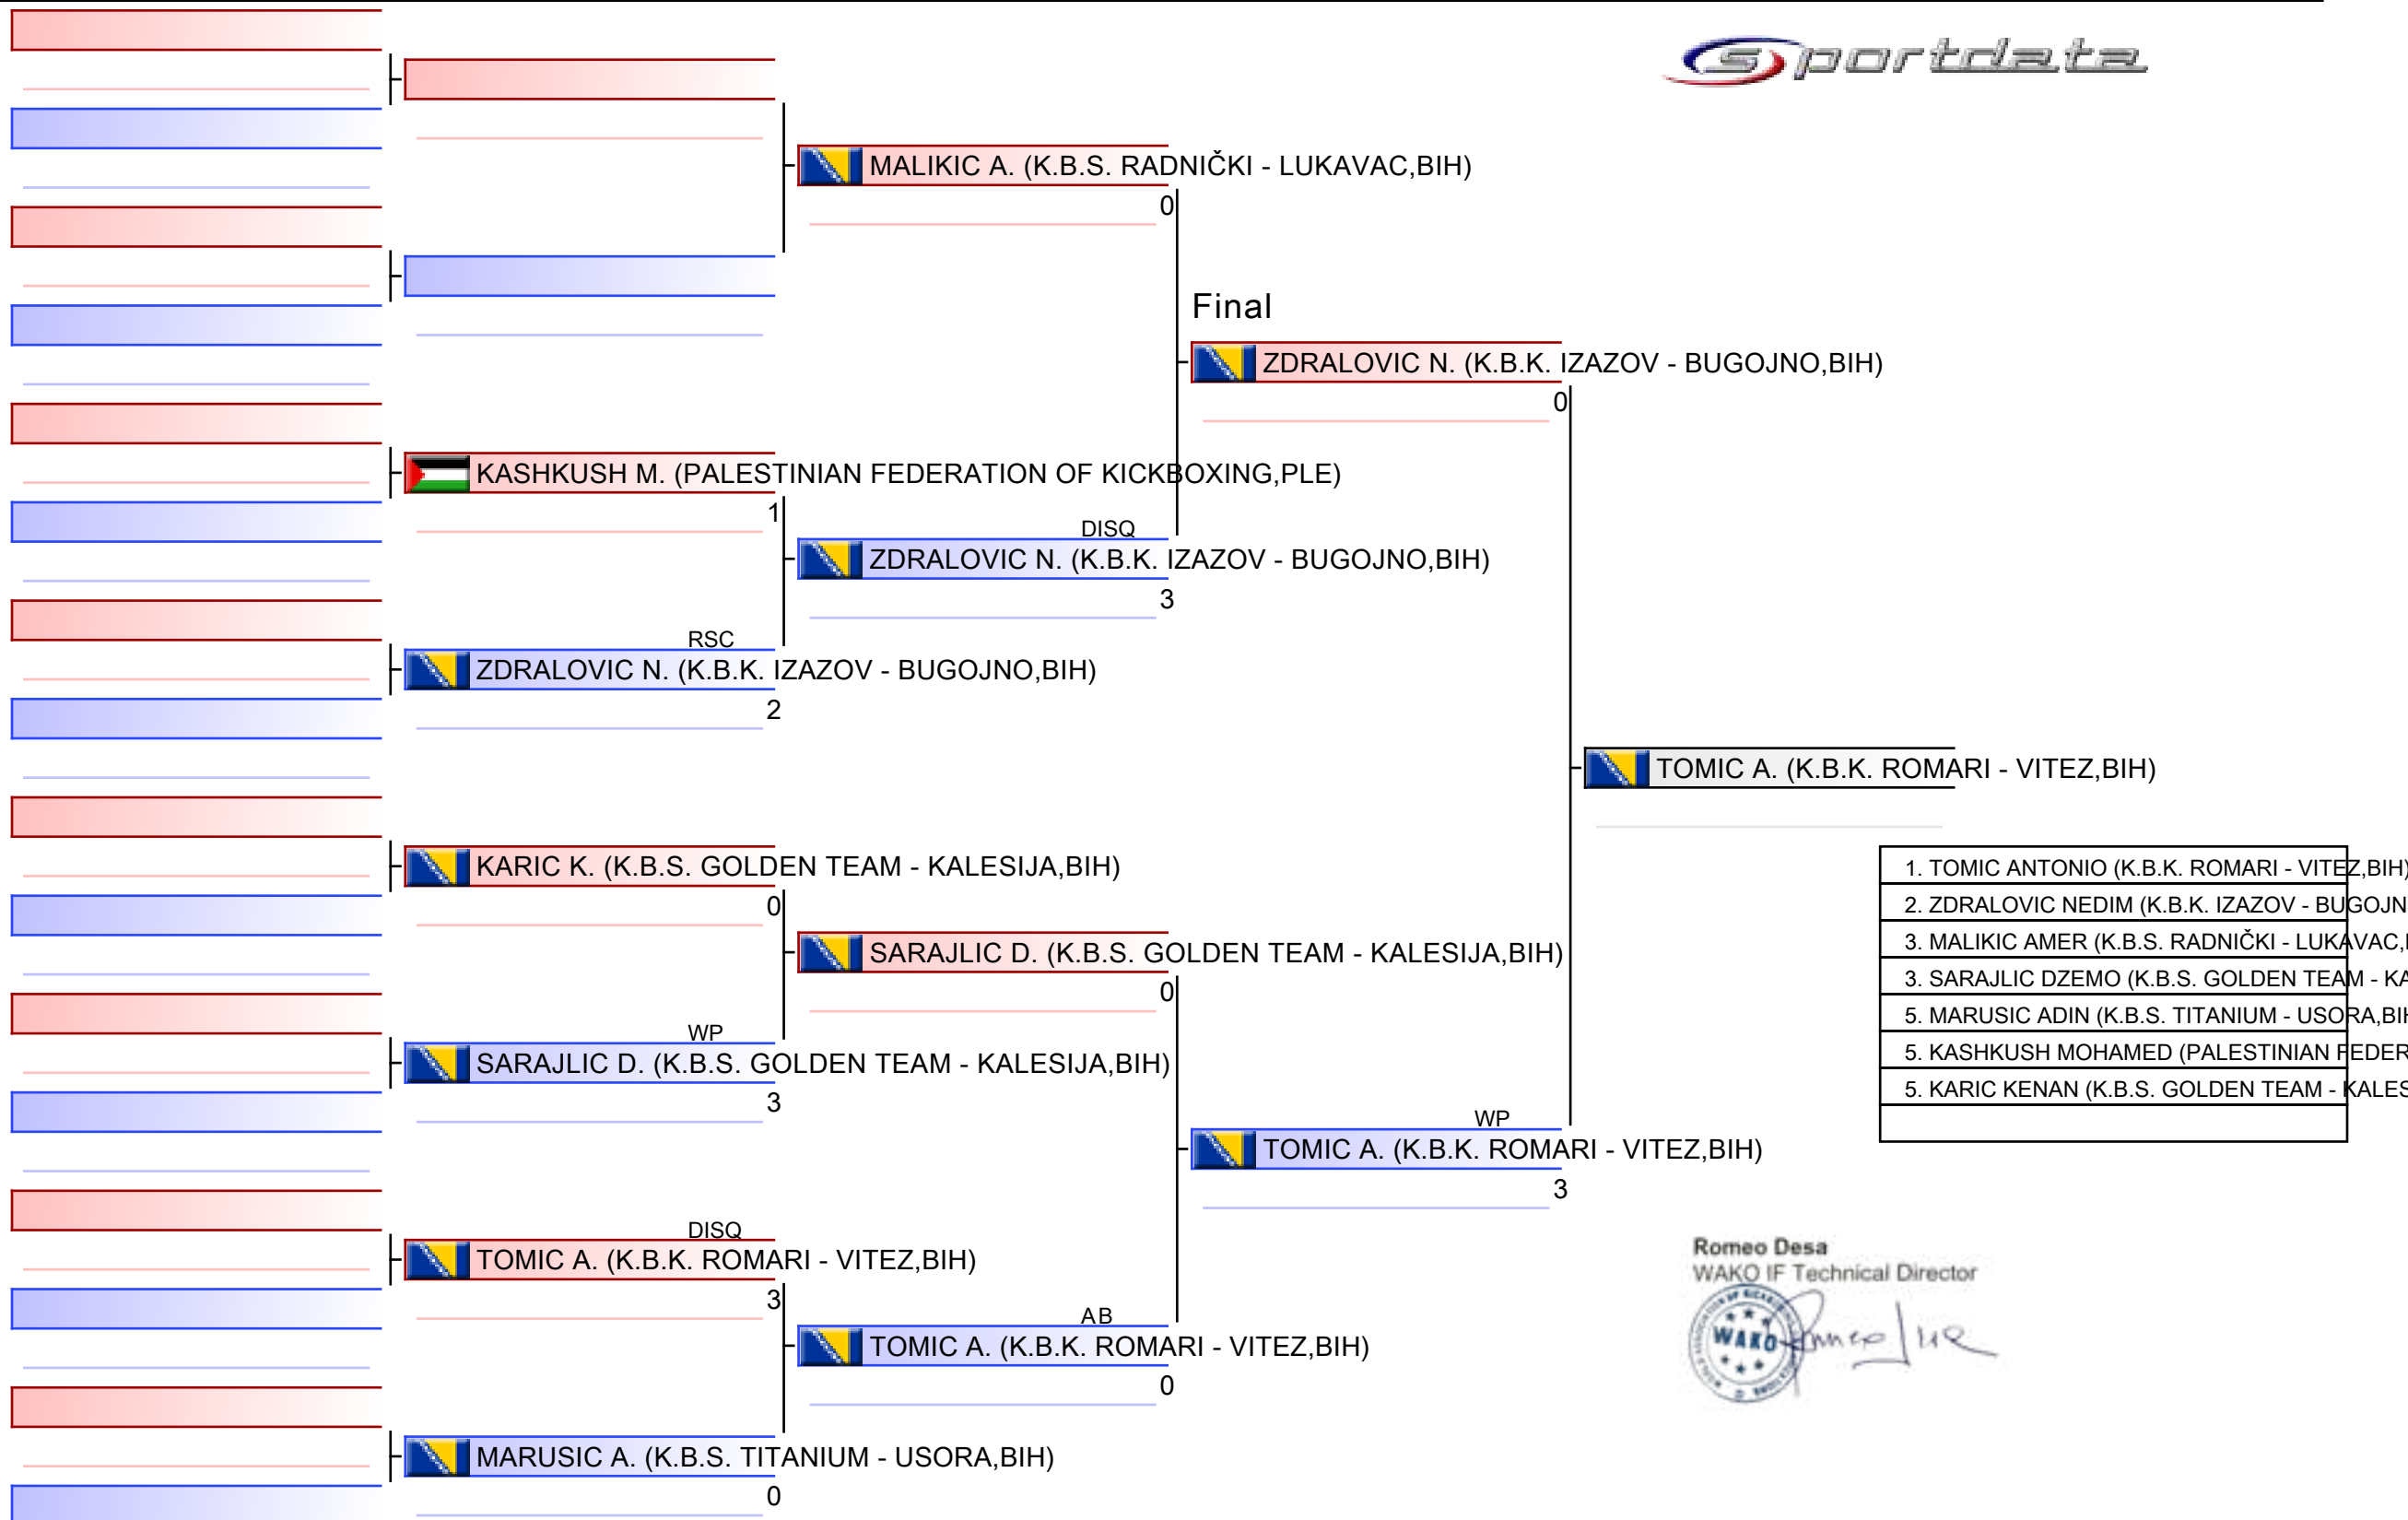 sportdata
MALIKIC A. (K.B.S. RADNIČKI - LUKAVAC,BIH)
0
Final
ZDRALOVIC N. (K.B.K. IZAZOV - BUGOJNO,BIH)
0
KASHKUSH M. (PALESTINIAN FEDERATION OF KICKBOXING,PLE)
1
DISQ
ZDRALOVIC N. (K.B.K. IZAZOV - BUGOJNO,BIH)
3
RSC
ZDRALOVIC N. (K.B.K. IZAZOV - BUGOJNO,BIH)
2
TOMIC A. (K.B.K. ROMARI - VITEZ,BIH)
KARIC K. (K.B.S. GOLDEN TEAM - KALESIJA,BIH)
0
SARAJLIC D. (K.B.S. GOLDEN TEAM - KALESIJA,BIH)
0
WP
SARAJLIC D. (K.B.S. GOLDEN TEAM - KALESIJA,BIH)
3
1. TOMIC ANTONIO (K.B.K. ROMARI - VITEZ,BIH)
2. ZDRALOVIC NEDIM (K.B.K. IZAZOV - BUGOJN
3. MALIKIC AMER (K.B.S. RADNIČKI - LUKAVAC,
3. SARAJLIC DZEMO (K.B.S. GOLDEN TEAM - KA
5. MARUSIC ADIN (K.B.S. TITANIUM - USORA,BIH
5. KASHKUSH MOHAMED (PALESTINIAN FEDER
5. KARIC KENAN (K.B.S. GOLDEN TEAM - KALES
WP
TOMIC A. (K.B.K. ROMARI - VITEZ,BIH)
3
DISQ
TOMIC A. (K.B.K. ROMARI - VITEZ,BIH)
3
AB
TOMIC A. (K.B.K. ROMARI - VITEZ,BIH)
0
MARUSIC A. (K.B.S. TITANIUM - USORA,BIH)
0
Romeo Desa
WAKO IF Technical Director
WAKO